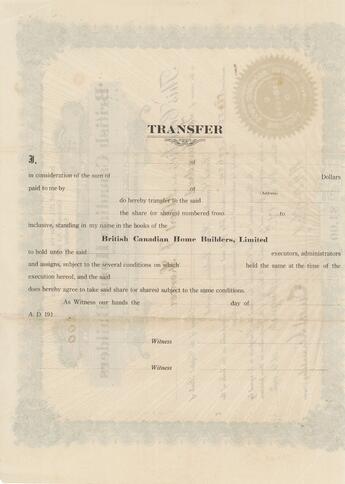 TRANSFER
I, of
in consideration of the sum of Dollars
paid to me by of
(Address)
do hereby transfer to the said
the share (or shares) numbered from to
inclusive, standing in my name in the books of the
British Canadian Home Builders, Limited
to hold unto the said executors, administrators
and assigns, subject to the several conditions on which held the same at the time of the
execution hereof, and the said
does hereby agree to take said share (or shares) subject to the same conditions.
As Witness our hands the day of
A. D. 191
Witness
Witness